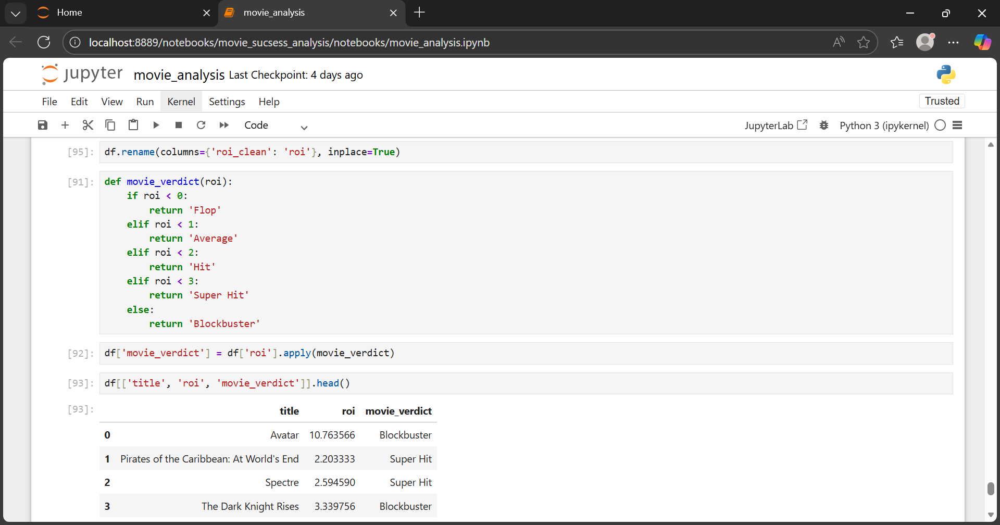 Home
movie_analysis
localhost:8889/notebooks/movie_sucsess_analysis/notebooks/movie_analysis.ipynb
jupyter movie_analysis Last Checkpoint: 4 days ago
File Edit View Run Kernel Settings Help
Trusted
Code
JupyterLab
Python 3 (ipykernel)
[95]: df.rename(columns={'roi_clean': 'roi'}, inplace=True)
[91]: def movie_verdict(roi):
    if roi < 0:
        return 'Flop'
    elif roi < 1:
        return 'Average'
    elif roi < 2:
        return 'Hit'
    elif roi < 3:
        return 'Super Hit'
    else:
        return 'Blockbuster'
[92]: df['movie_verdict'] = df['roi'].apply(movie_verdict)
[93]: df[['title', 'roi', 'movie_verdict']].head()
[93]:
title roi movie_verdict
0 Avatar 10.763566 Blockbuster
1 Pirates of the Caribbean: At World's End 2.203333 Super Hit
2 Spectre 2.594590 Super Hit
3 The Dark Knight Rises 3.339756 Blockbuster